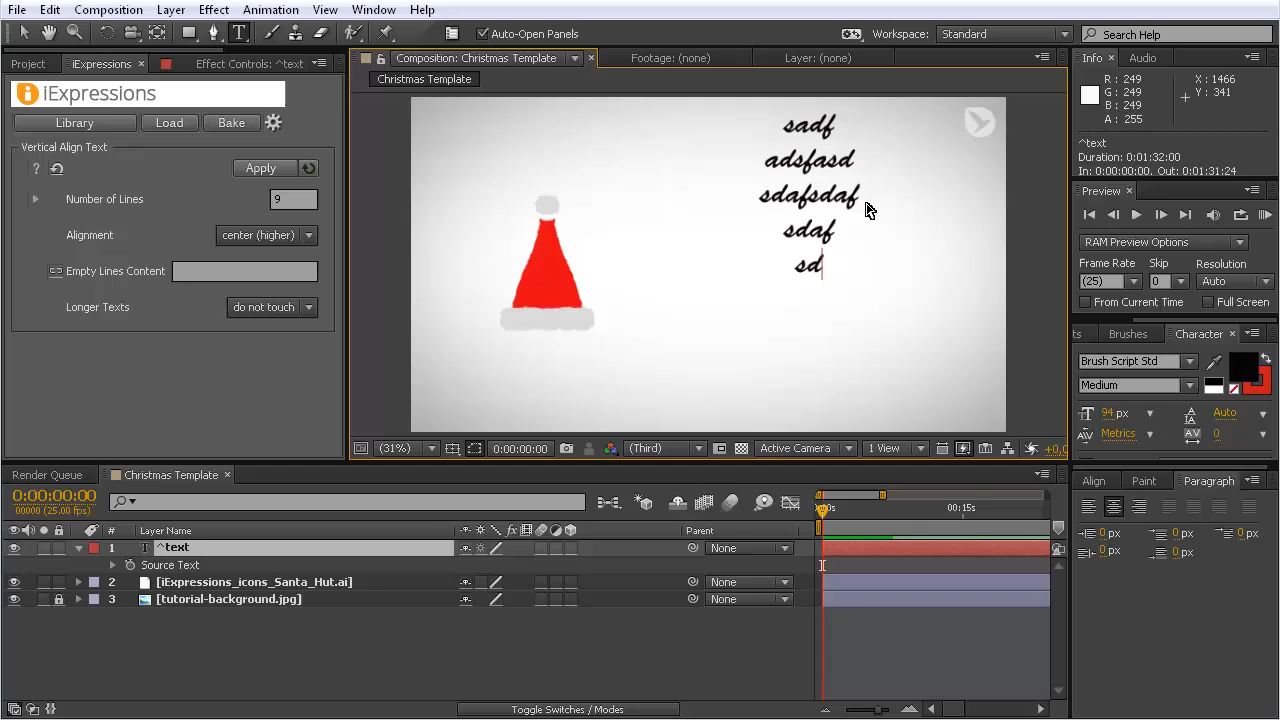 File Edit Composition Layer Effect Animation View Window Help
Auto-Open Panels Workspace: Standard Search Help
Project iExpressions × Effect Controls: ^text Composition: Christmas Template × Footage: (none) Layer: (none) Info × Audio
Christmas Template
iExpressions
Library Load Bake
Vertical Align Text
? Apply
Number of Lines 9
Alignment center (higher)
Empty Lines Content
Longer Texts do not touch
sadf
adsfasd
sdafsdaf
sdaf
sd
R : 249 X : 1466
G : 249 Y : 341
B : 249
A : 255
^text
Duration: 0:01:32:00
In: 0:00:00:00, Out: 0:01:31:24
Preview ×
RAM Preview Options
Frame Rate Skip Resolution
(25) 0 Auto
From Current Time Full Screen
ts Brushes Character ×
Brush Script Std
Medium
94 px Auto
Metrics 0
(31%) 0:00:00:00 (Third) Active Camera 1 View +0,0
Render Queue Christmas Template × Align Paint Paragraph
0:00:00:00
00000 (25.00 fps)
0 px 0 px 0 px
0 px 0 px
:00s 00:15s
# Layer Name fx Parent
1 T ^text None
Source Text
2 [iExpressions_icons_Santa_Hut.ai] None
3 [tutorial-background.jpg] None
Toggle Switches / Modes